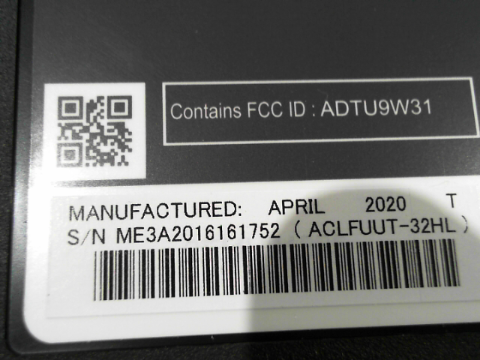 Contains FCC ID : ADTU9W31
MANUFACTURED: APRIL 2020 T
S/N ME3A2016161752 ( ACLFUUT-32HL )